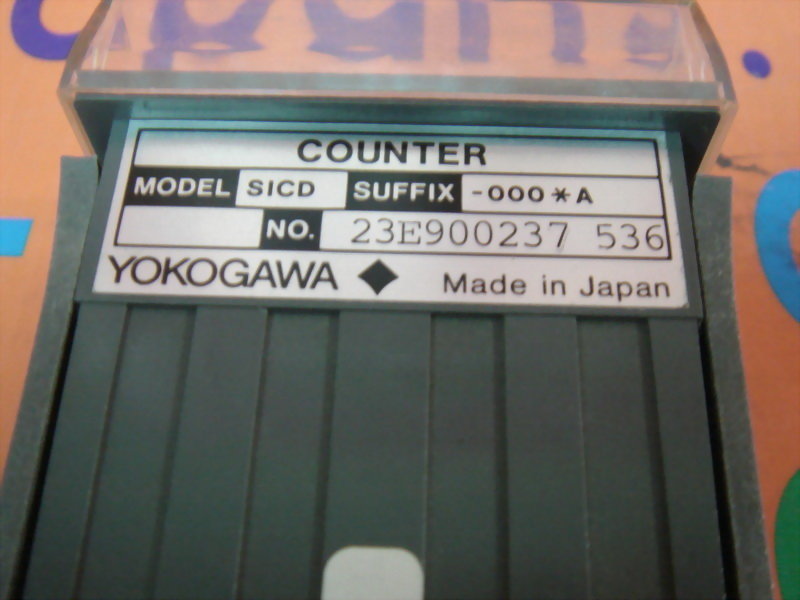 COUNTER
MODEL SICD SUFFIX -000*A
NO. 23E900237 536
YOKOGAWA ◆ Made in Japan